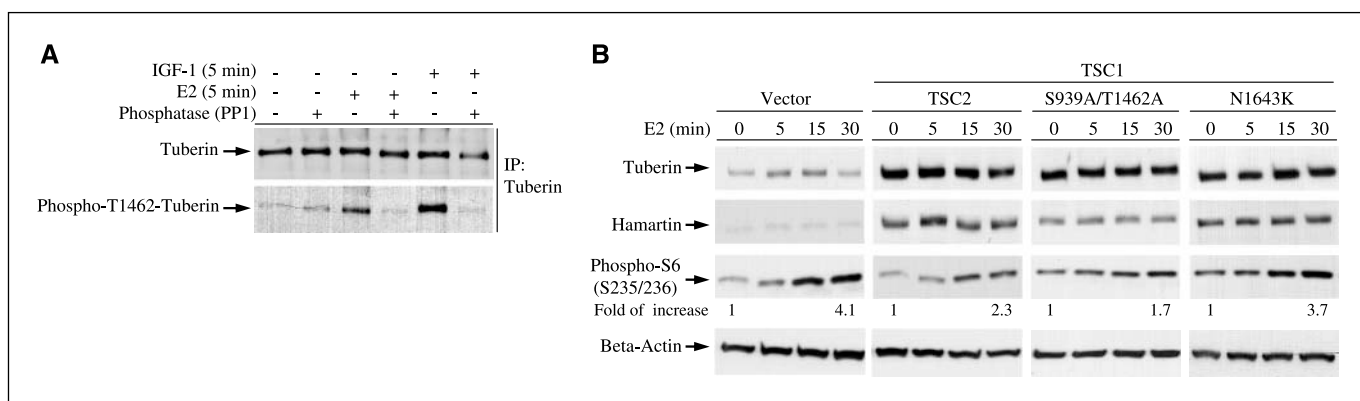 A
IGF-1 (5 min) - - - - + +
E2 (5 min) - - + + - -
Phosphatase (PP1) - + - + - +
Tuberin
Phospho-T1462-Tuberin
IP:
Tuberin
B
TSC1
Vector TSC2 S939A/T1462A N1643K
E2 (min) 0 5 15 30 0 5 15 30 0 5 15 30 0 5 15 30
Tuberin
Hamartin
Phospho-S6
(S235/236)
Fold of increase 1 4.1 1 2.3 1 1.7 1 3.7
Beta-Actin